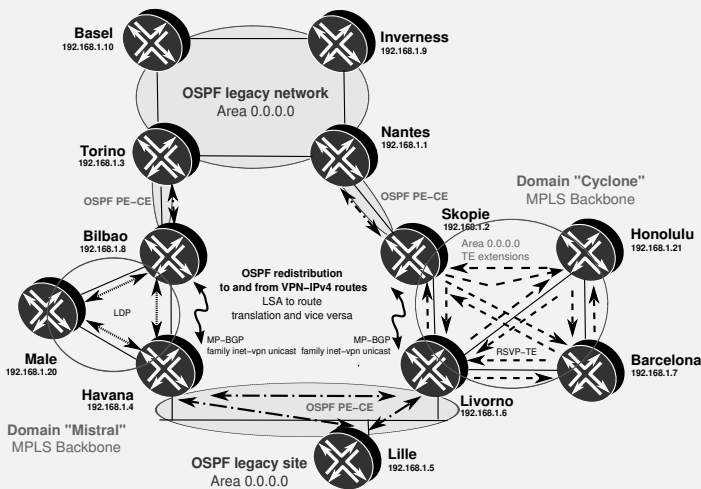 Basel
192.168.1.10
Inverness
192.168.1.9
OSPF legacy network
Area 0.0.0.0
Torino
192.168.1.3
Nantes
192.168.1.1
OSPF PE−CE
OSPF PE−CE
Domain "Cyclone"
MPLS Backbone
Skopie
192.168.1.2
Bilbao
192.168.1.8
Honolulu
192.168.1.21
Area 0.0.0.0
TE extensions
OSPF redistribution
to and from VPN−IPv4 routes
LSA to route
translation and vice versa
LDP
MP−BGP
family inet−vpn unicast
MP−BGP
family inet−vpn unicast
RSVP−TE
Male
192.168.1.20
Barcelona
192.168.1.7
Havana
192.168.1.4
Livorno
192.168.1.6
OSPF PE−CE
Domain "Mistral"
MPLS Backbone
OSPF legacy site
Area 0.0.0.0
Lille
192.168.1.5